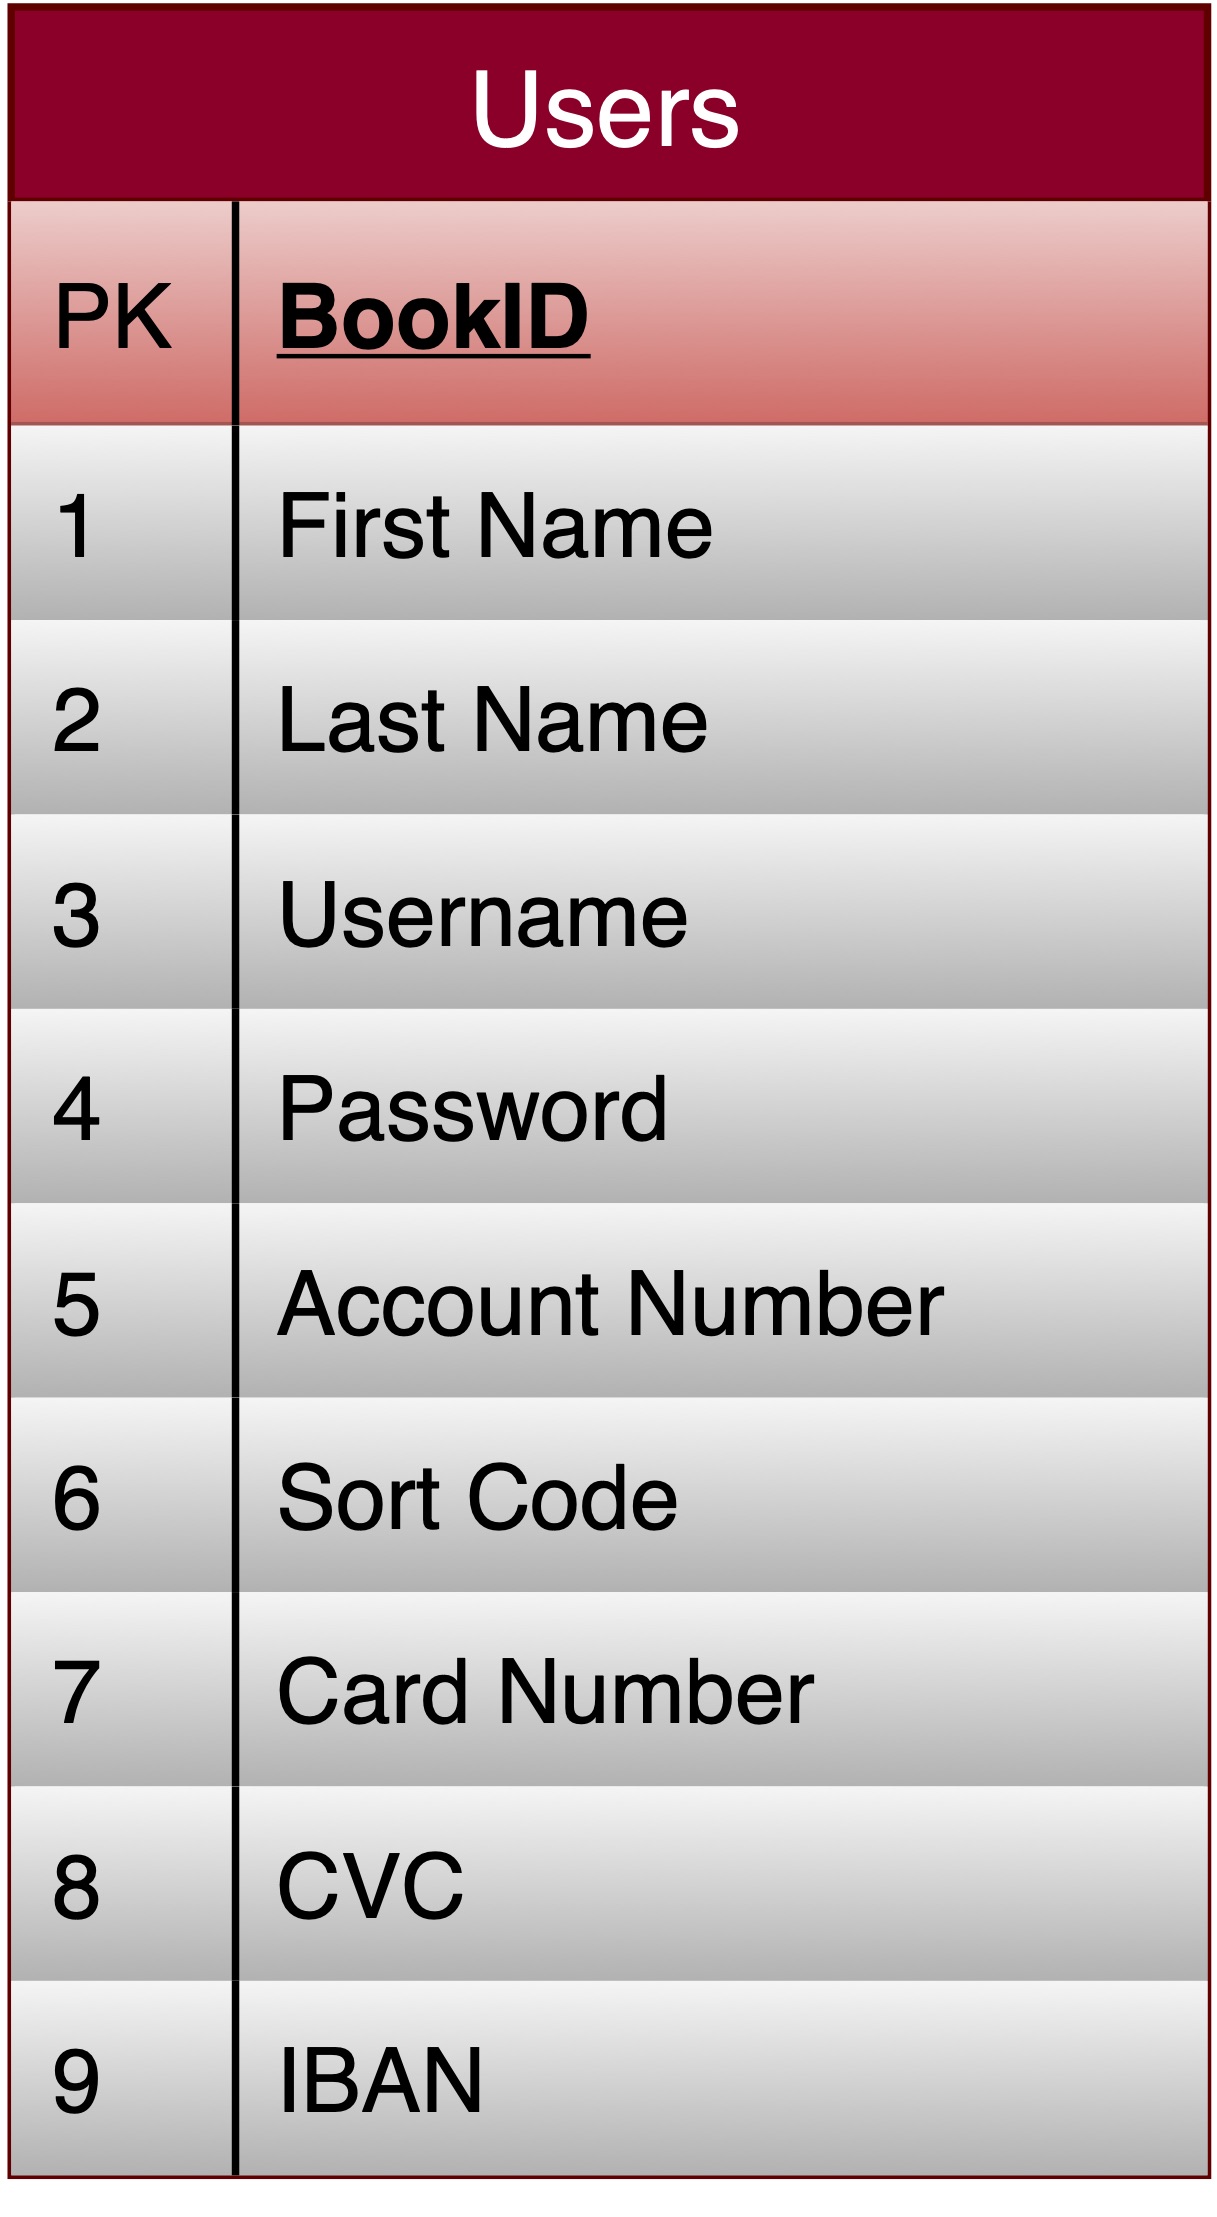 Users
PK BookID
1 First Name
2 Last Name
3 Username
4 Password
5 Account Number
6 Sort Code
7 Card Number
8 CVC
9 IBAN